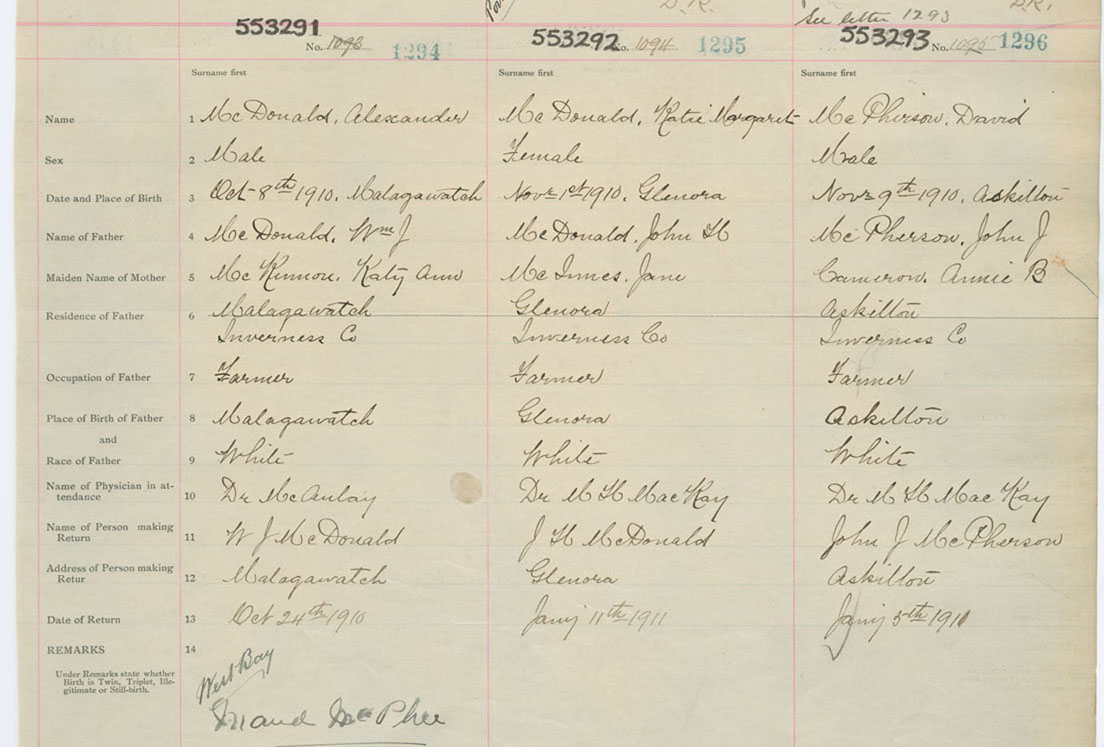 D.R. D.R.
See letter 1293
553291 553292 553293
No. 1093 1294 No. 1094 1295 No. 1095 1296
Surname first Surname first Surname first
Name 1 McDonald, Alexander McDonald, Katie Margaret McPhirson, David
Sex 2 Male Female Male
Date and Place of Birth 3 Oct 8th 1910, Malagawatch Novr 1st 1910, Glenora Novr 9th 1910, Askilton
Name of Father 4 McDonald, Wm J McDonald, John H McPherson, John J
Maiden Name of Mother 5 McKinnon, Katy Ann McInnes, Jane Cameron, Annie B
Residence of Father 6 Malagawatch Glenora Askilton
Inverness Co Inverness Co Inverness Co
Occupation of Father 7 Farmer Farmer Farmer
Place of Birth of Father 8 Malagawatch Glenora Askilton
and
Race of Father 9 White White White
Name of Physician in at-
tendance 10 Dr McAulay Dr M H MacKay Dr M H MacKay
Name of Person making
Return 11 W J McDonald J H McDonald John J McPherson
Address of Person making
Retur 12 Malagawatch Glenora Askilton
Date of Return 13 Oct 24th 1910 Jany 11th 1911 Jany 5th 1911
REMARKS 14
Under Remarks state whether
Birth is Twin, Triplet, Ille-
gitimate or Still-birth.
West Bay
Maud McPhee